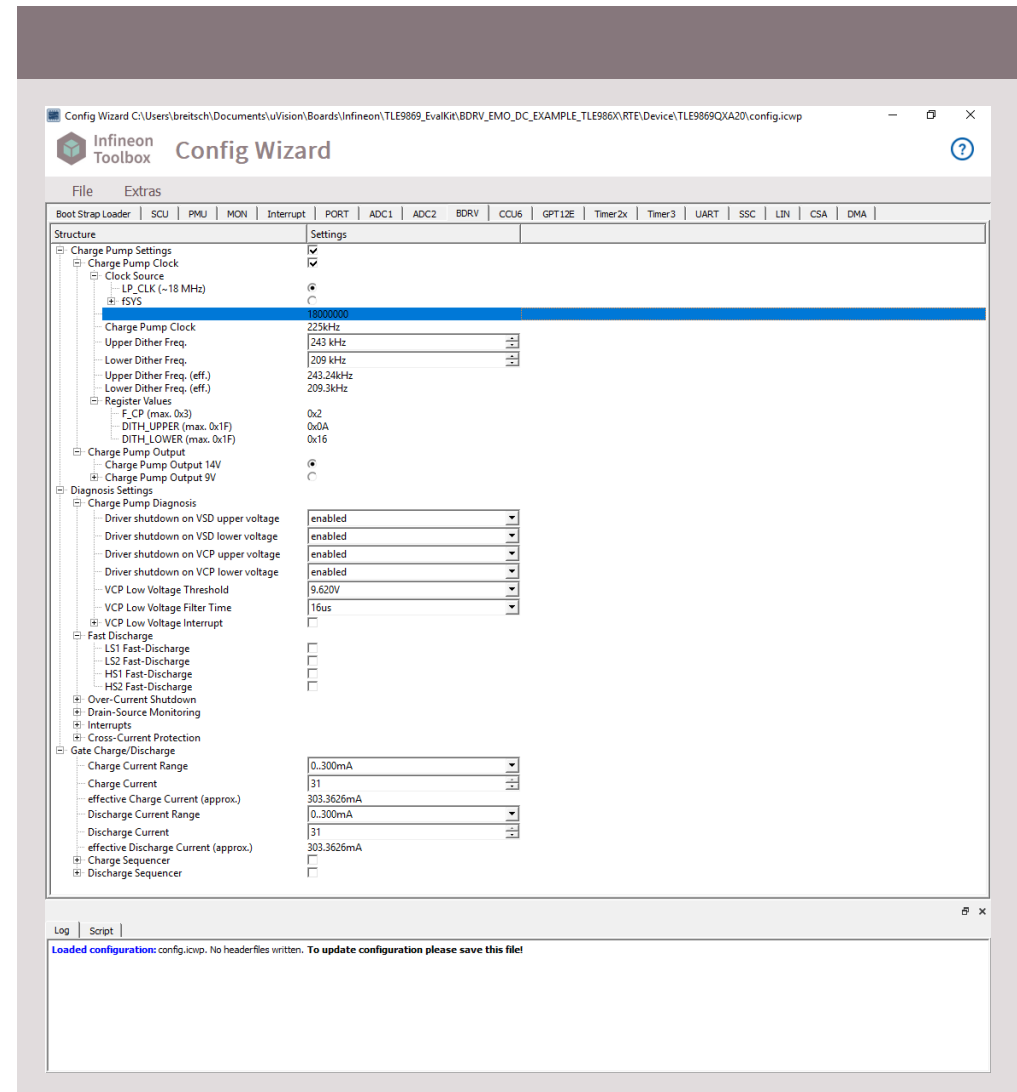 Config Wizard C:\Users\breitsch\Documents\uVision\Boards\Infineon\TLE9869_EvalKit\BDRV_EMO_DC_EXAMPLE_TLE986X\RTE\Device\TLE9869QXA20\config.icwp
Infineon Toolbox Config Wizard ?
File Extras
Boot Strap Loader SCU PMU MON Interrupt PORT ADC1 ADC2 BDRV CCU6 GPT12E Timer2x Timer3 UART SSC LIN CSA DMA
Structure Settings
Charge Pump Settings
Charge Pump Clock
Clock Source
LP_CLK (~18 MHz)
fSYS
18000000
Charge Pump Clock 225kHz
Upper Dither Freq. 243 kHz
Lower Dither Freq. 209 kHz
Upper Dither Freq. (eff.) 243.24kHz
Lower Dither Freq. (eff.) 209.3kHz
Register Values
F_CP (max. 0x3) 0x2
DITH_UPPER (max. 0x1F) 0x0A
DITH_LOWER (max. 0x1F) 0x16
Charge Pump Output
Charge Pump Output 14V
Charge Pump Output 9V
Diagnosis Settings
Charge Pump Diagnosis
Driver shutdown on VSD upper voltage enabled
Driver shutdown on VSD lower voltage enabled
Driver shutdown on VCP upper voltage enabled
Driver shutdown on VCP lower voltage enabled
VCP Low Voltage Threshold 9.620V
VCP Low Voltage Filter Time 16us
VCP Low Voltage Interrupt
Fast Discharge
LS1 Fast-Discharge
LS2 Fast-Discharge
HS1 Fast-Discharge
HS2 Fast-Discharge
Over-Current Shutdown
Drain-Source Monitoring
Interrupts
Cross-Current Protection
Gate Charge/Discharge
Charge Current Range 0..300mA
Charge Current 31
effective Charge Current (approx.) 303.3626mA
Discharge Current Range 0..300mA
Discharge Current 31
effective Discharge Current (approx.) 303.3626mA
Charge Sequencer
Discharge Sequencer
Log Script
Loaded configuration: config.icwp. No headerfiles written. To update configuration please save this file!